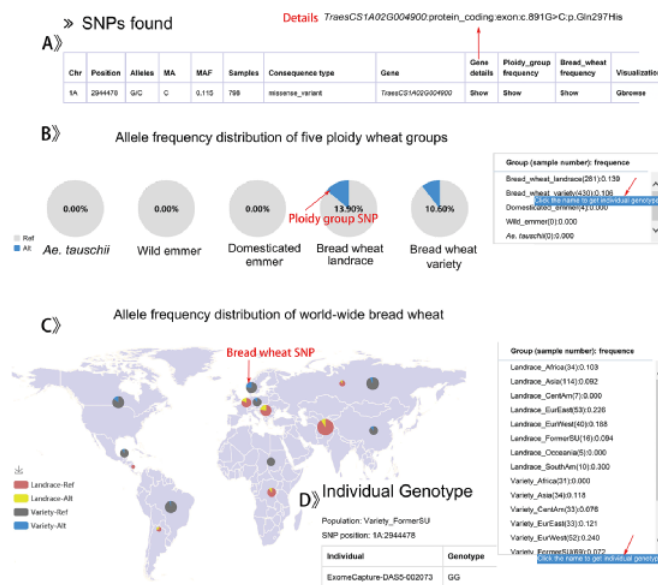 Details TraesCS1A02G004900:protein_coding:exon:c.891G>C:p.Gln297His
» SNPs found
A》
Chr Position Alleles MA MAF Samples Consequence type Gene Gene details Ploidy_group frequency Bread_wheat frequency Visualization
1A 2944478 G/C C 0.115 798 missense_variant TraesCS1A02G004900 Show Show Show Gbrowse
B》
Allele frequency distribution of five ploidy wheat groups
0.00% 0.00% 0.00% 13.90% 10.60%
Ploidy group SNP
Ref
Alt
Ae. tauschii Wild emmer Domesticated emmer Bread wheat landrace Bread wheat variety
Group (sample number): frequence
Bread_wheat_landrace(281):0.139
Bread_wheat_variety(430):0.106
Click the name to get individual genotype
Domesticated_emmer(4):0.000
Wild_emmer(0):0.000
Ae. tauschii(0):0.000
C》
Allele frequency distribution of world-wide bread wheat
Bread wheat SNP
Landrace-Ref
Landrace-Alt
Variety-Ref
Variety-Alt
Group (sample number): frequence
Landrace_Africa(34):0.103
Landrace_Asia(114):0.092
Landrace_CentAm(7):0.000
Landrace_EurEast(53):0.226
Landrace_EurWest(40):0.188
Landrace_FormerSU(16):0.094
Landrace_Occeania(5):0.000
Landrace_SouthAm(10):0.300
Variety_Africa(31):0.000
Variety_Asia(34):0.118
Variety_CentAm(33):0.076
Variety_EurEast(33):0.121
Variety_EurWest(52):0.240
Variety_FormerSU(69):0.072
Click the name to get individual genotype
D》
Individual Genotype
Population: Variety_FormerSU
SNP position: 1A:2944478
Individual Genotype
ExomeCapture-DAS5-002073 GG